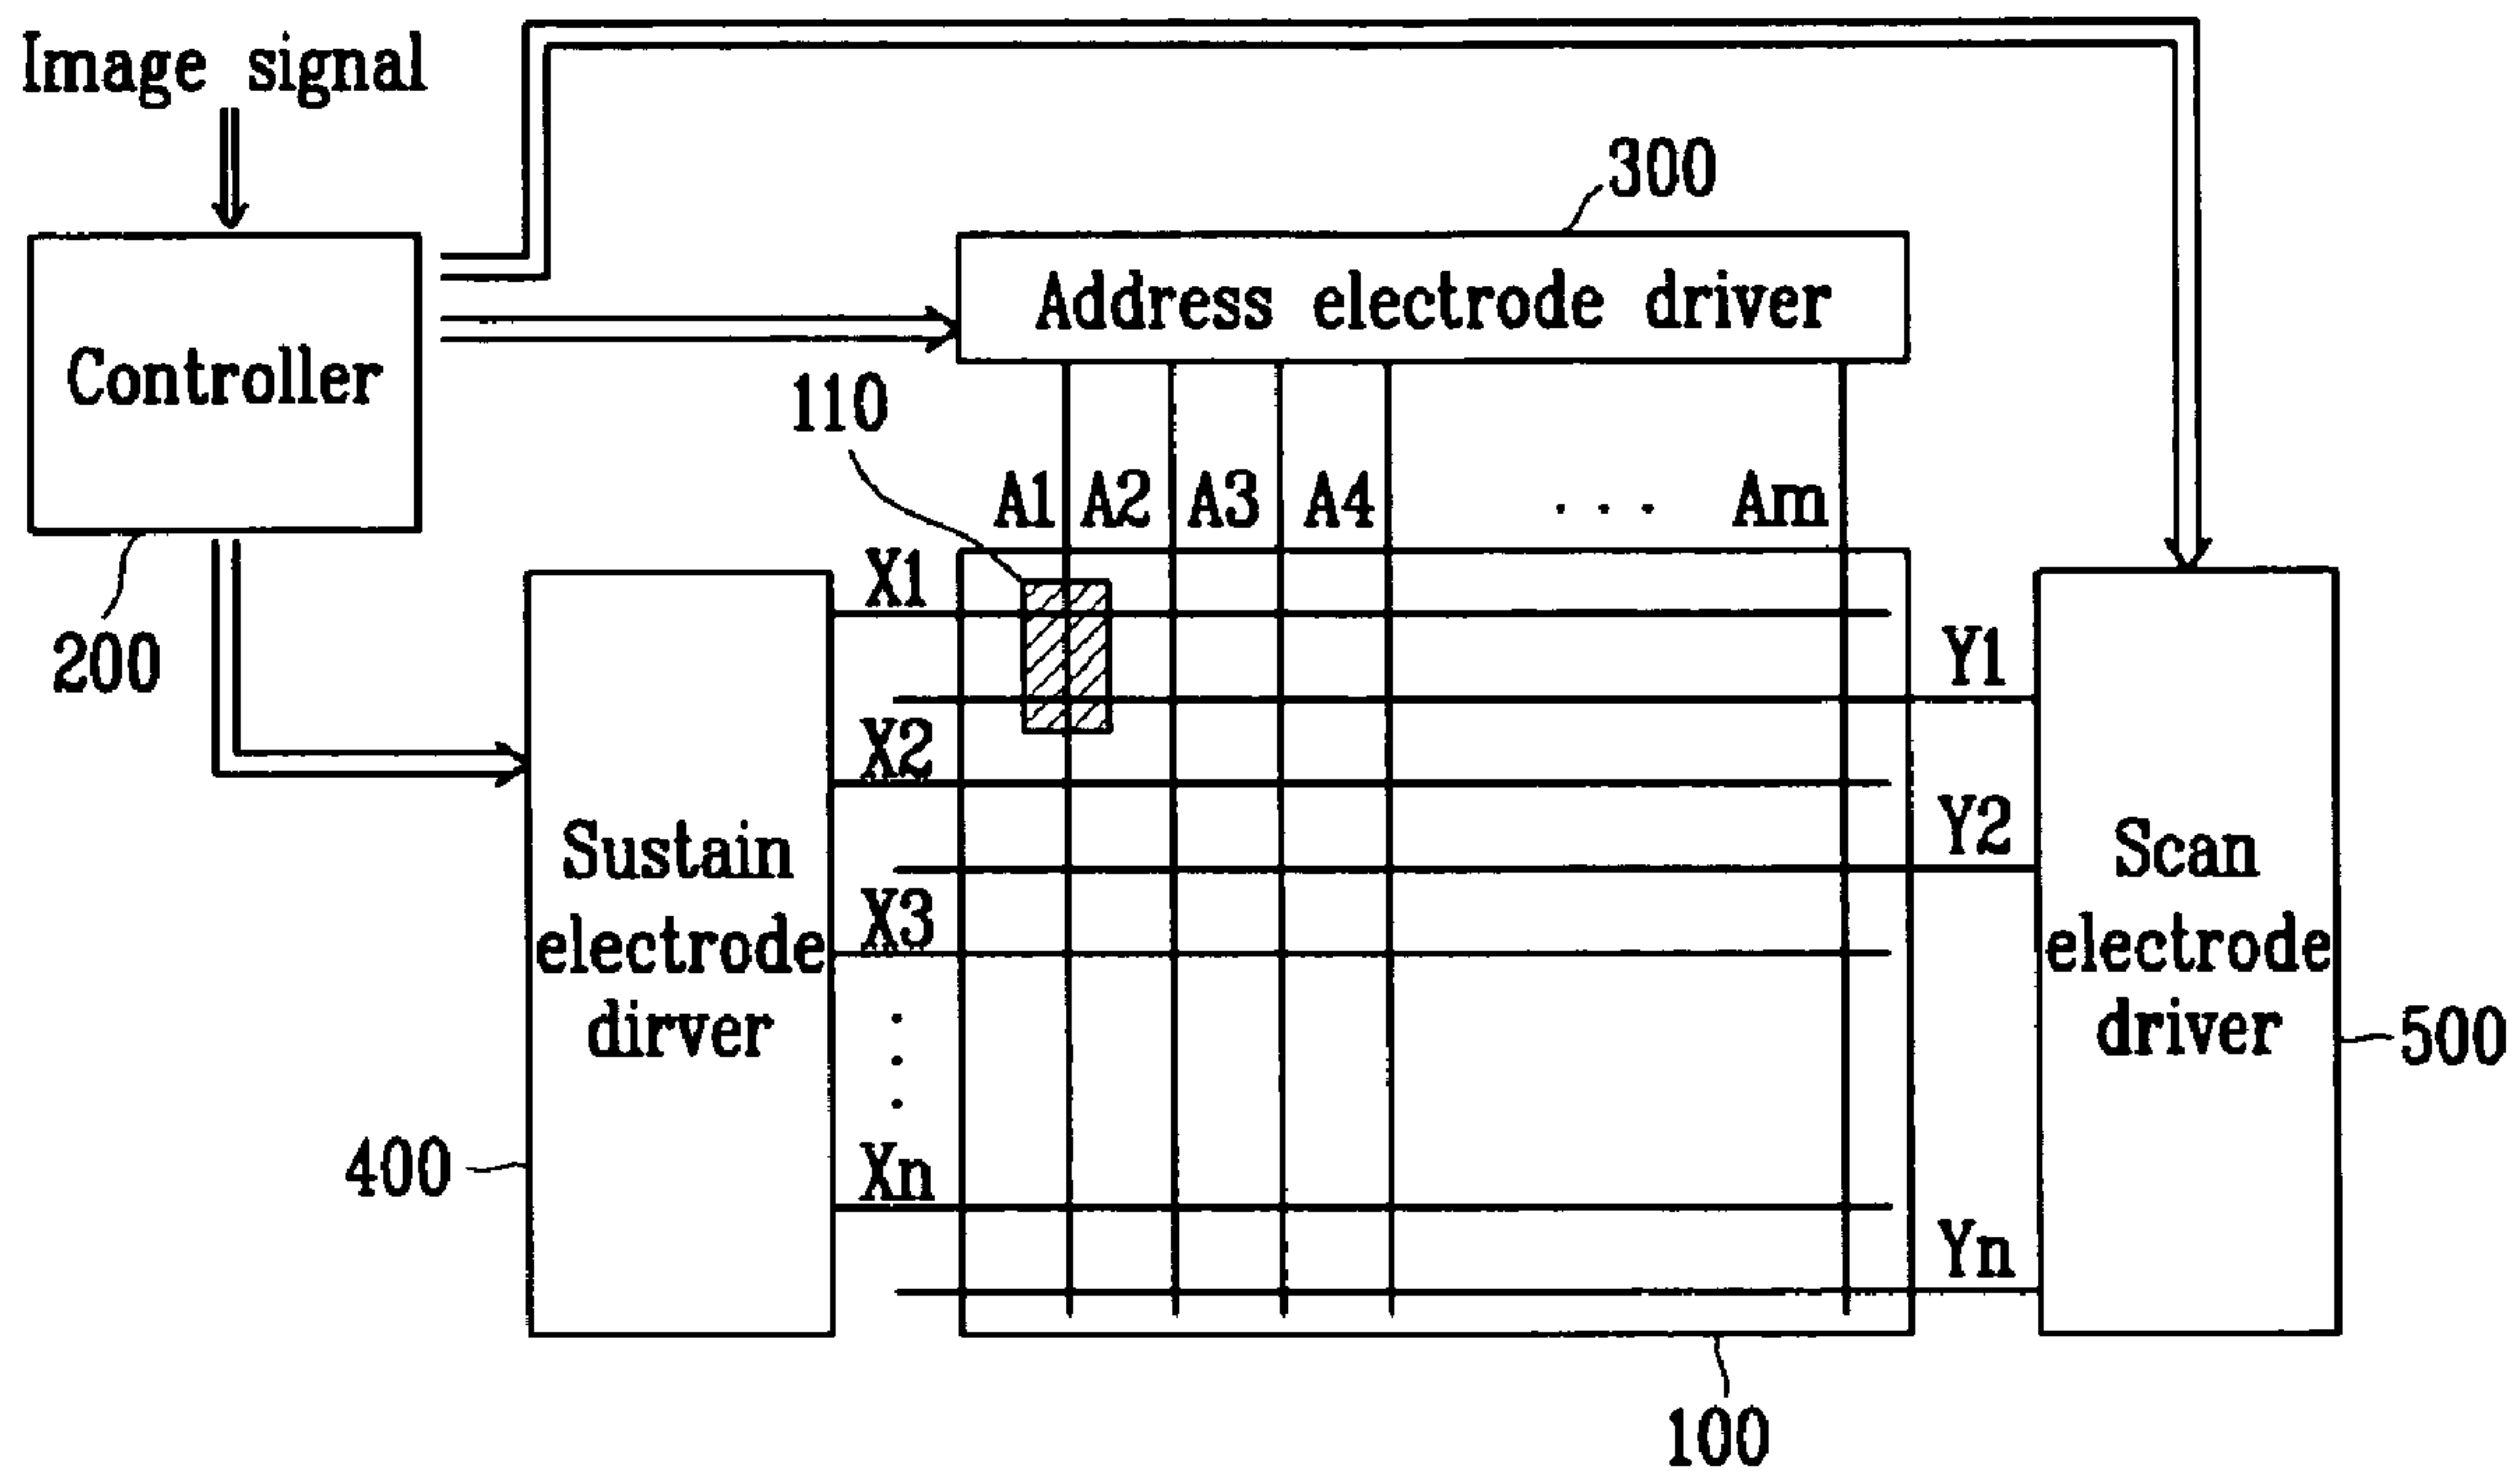 Image signal
300
Address electrode driver
Controller
110
A1 A2 A3 A4 . . . Am
X1
200
Y1
X2
Y2
Sustain
electrode
dirver
Scan
electrode
driver
X3
500
400
Xn
Yn
100